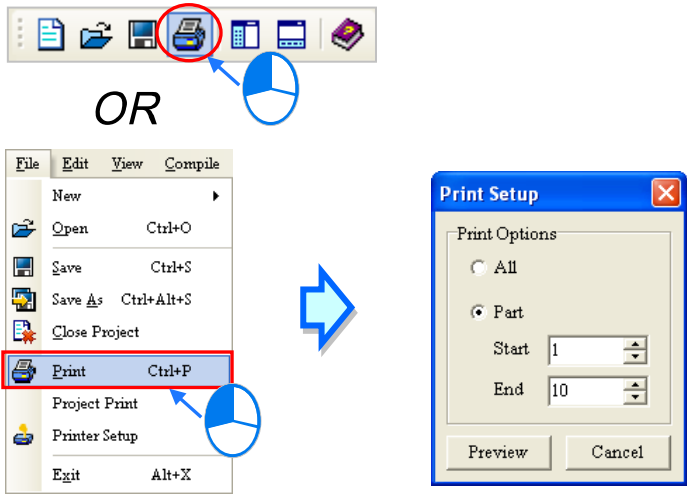 OR
File Edit View Compile
New
Open Ctrl+O
Save Ctrl+S
Save As Ctrl+Alt+S
Close Project
Print Ctrl+P
Project Print
Printer Setup
Exit Alt+X
Print Setup
Print Options
All
Part
Start 1
End 10
Preview Cancel